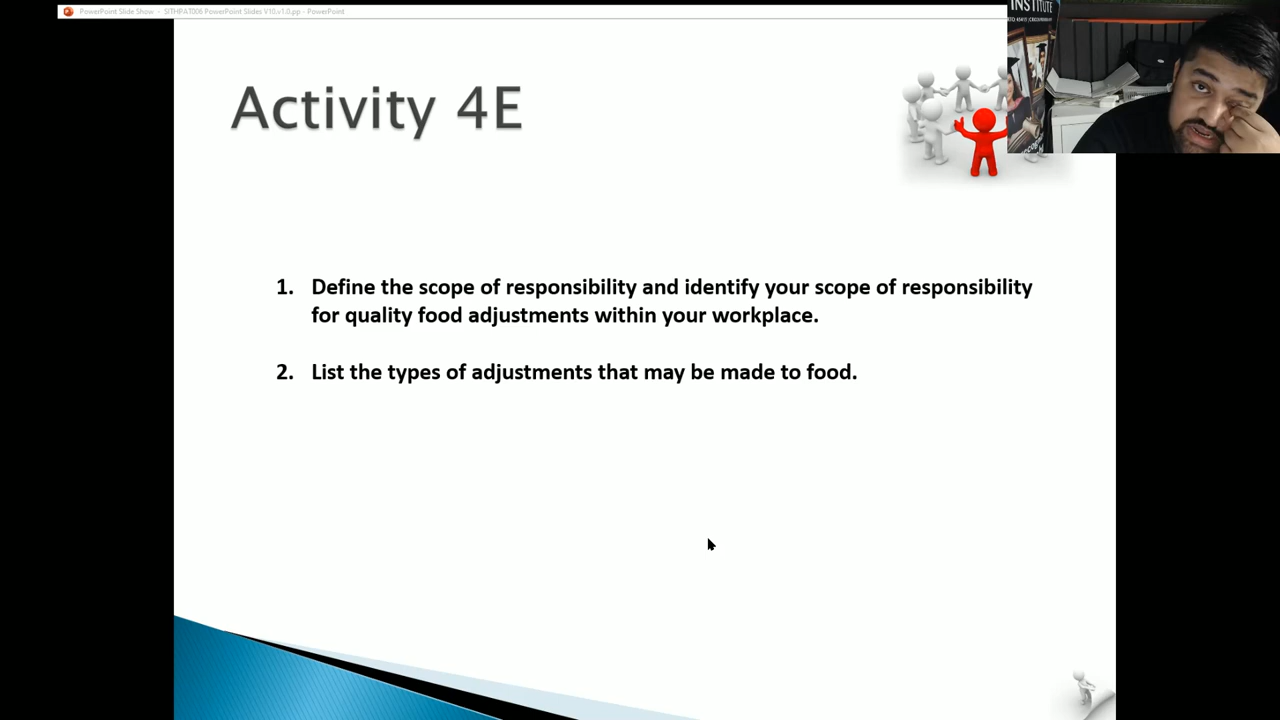 PowerPoint Slide Show - SITHPAT006 PowerPoint Slides V10.v1.0.pp - PowerPoint
INSTITUTE
Activity 4E
1. Define the scope of responsibility and identify your scope of responsibility
for quality food adjustments within your workplace.
2. List the types of adjustments that may be made to food.